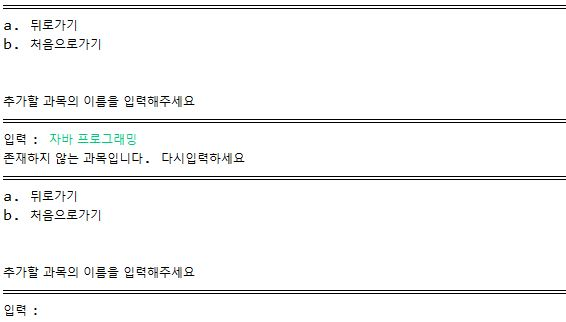 a. 뒤로가기
b. 처음으로가기
추가할 과목의 이름을 입력해주세요
입력 : 자바 프로그래밍
존재하지 않는 과목입니다. 다시입력하세요
a. 뒤로가기
b. 처음으로가기
추가할 과목의 이름을 입력해주세요
입력 :